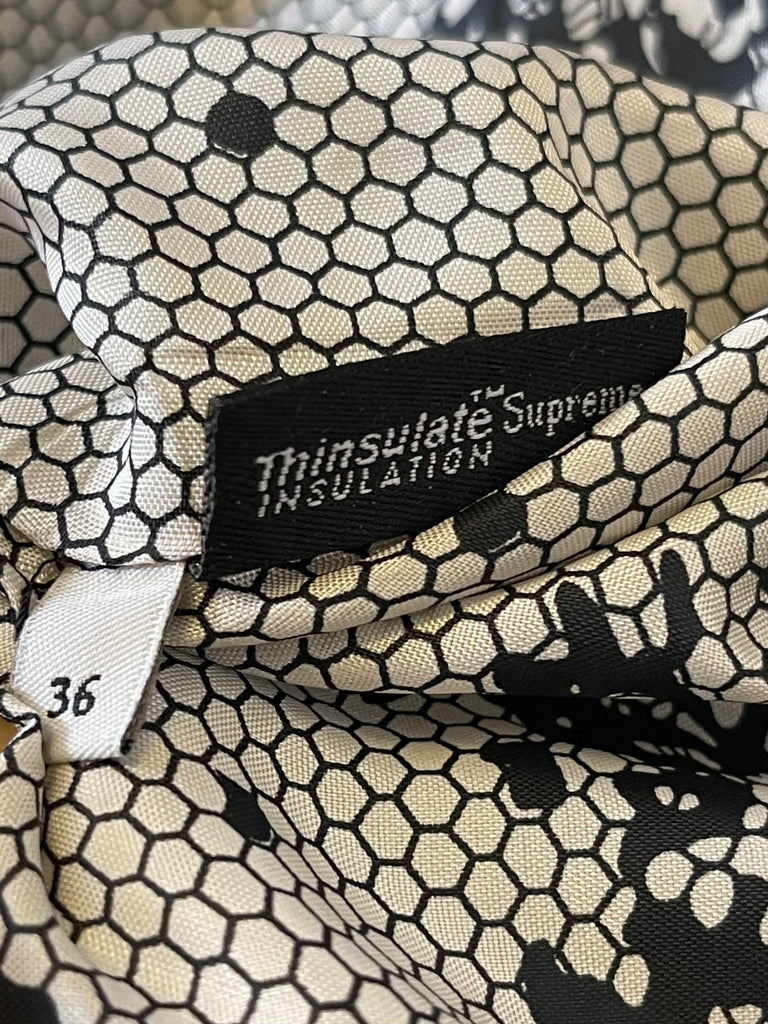 Thinsulate™ Supreme
INSULATION
36